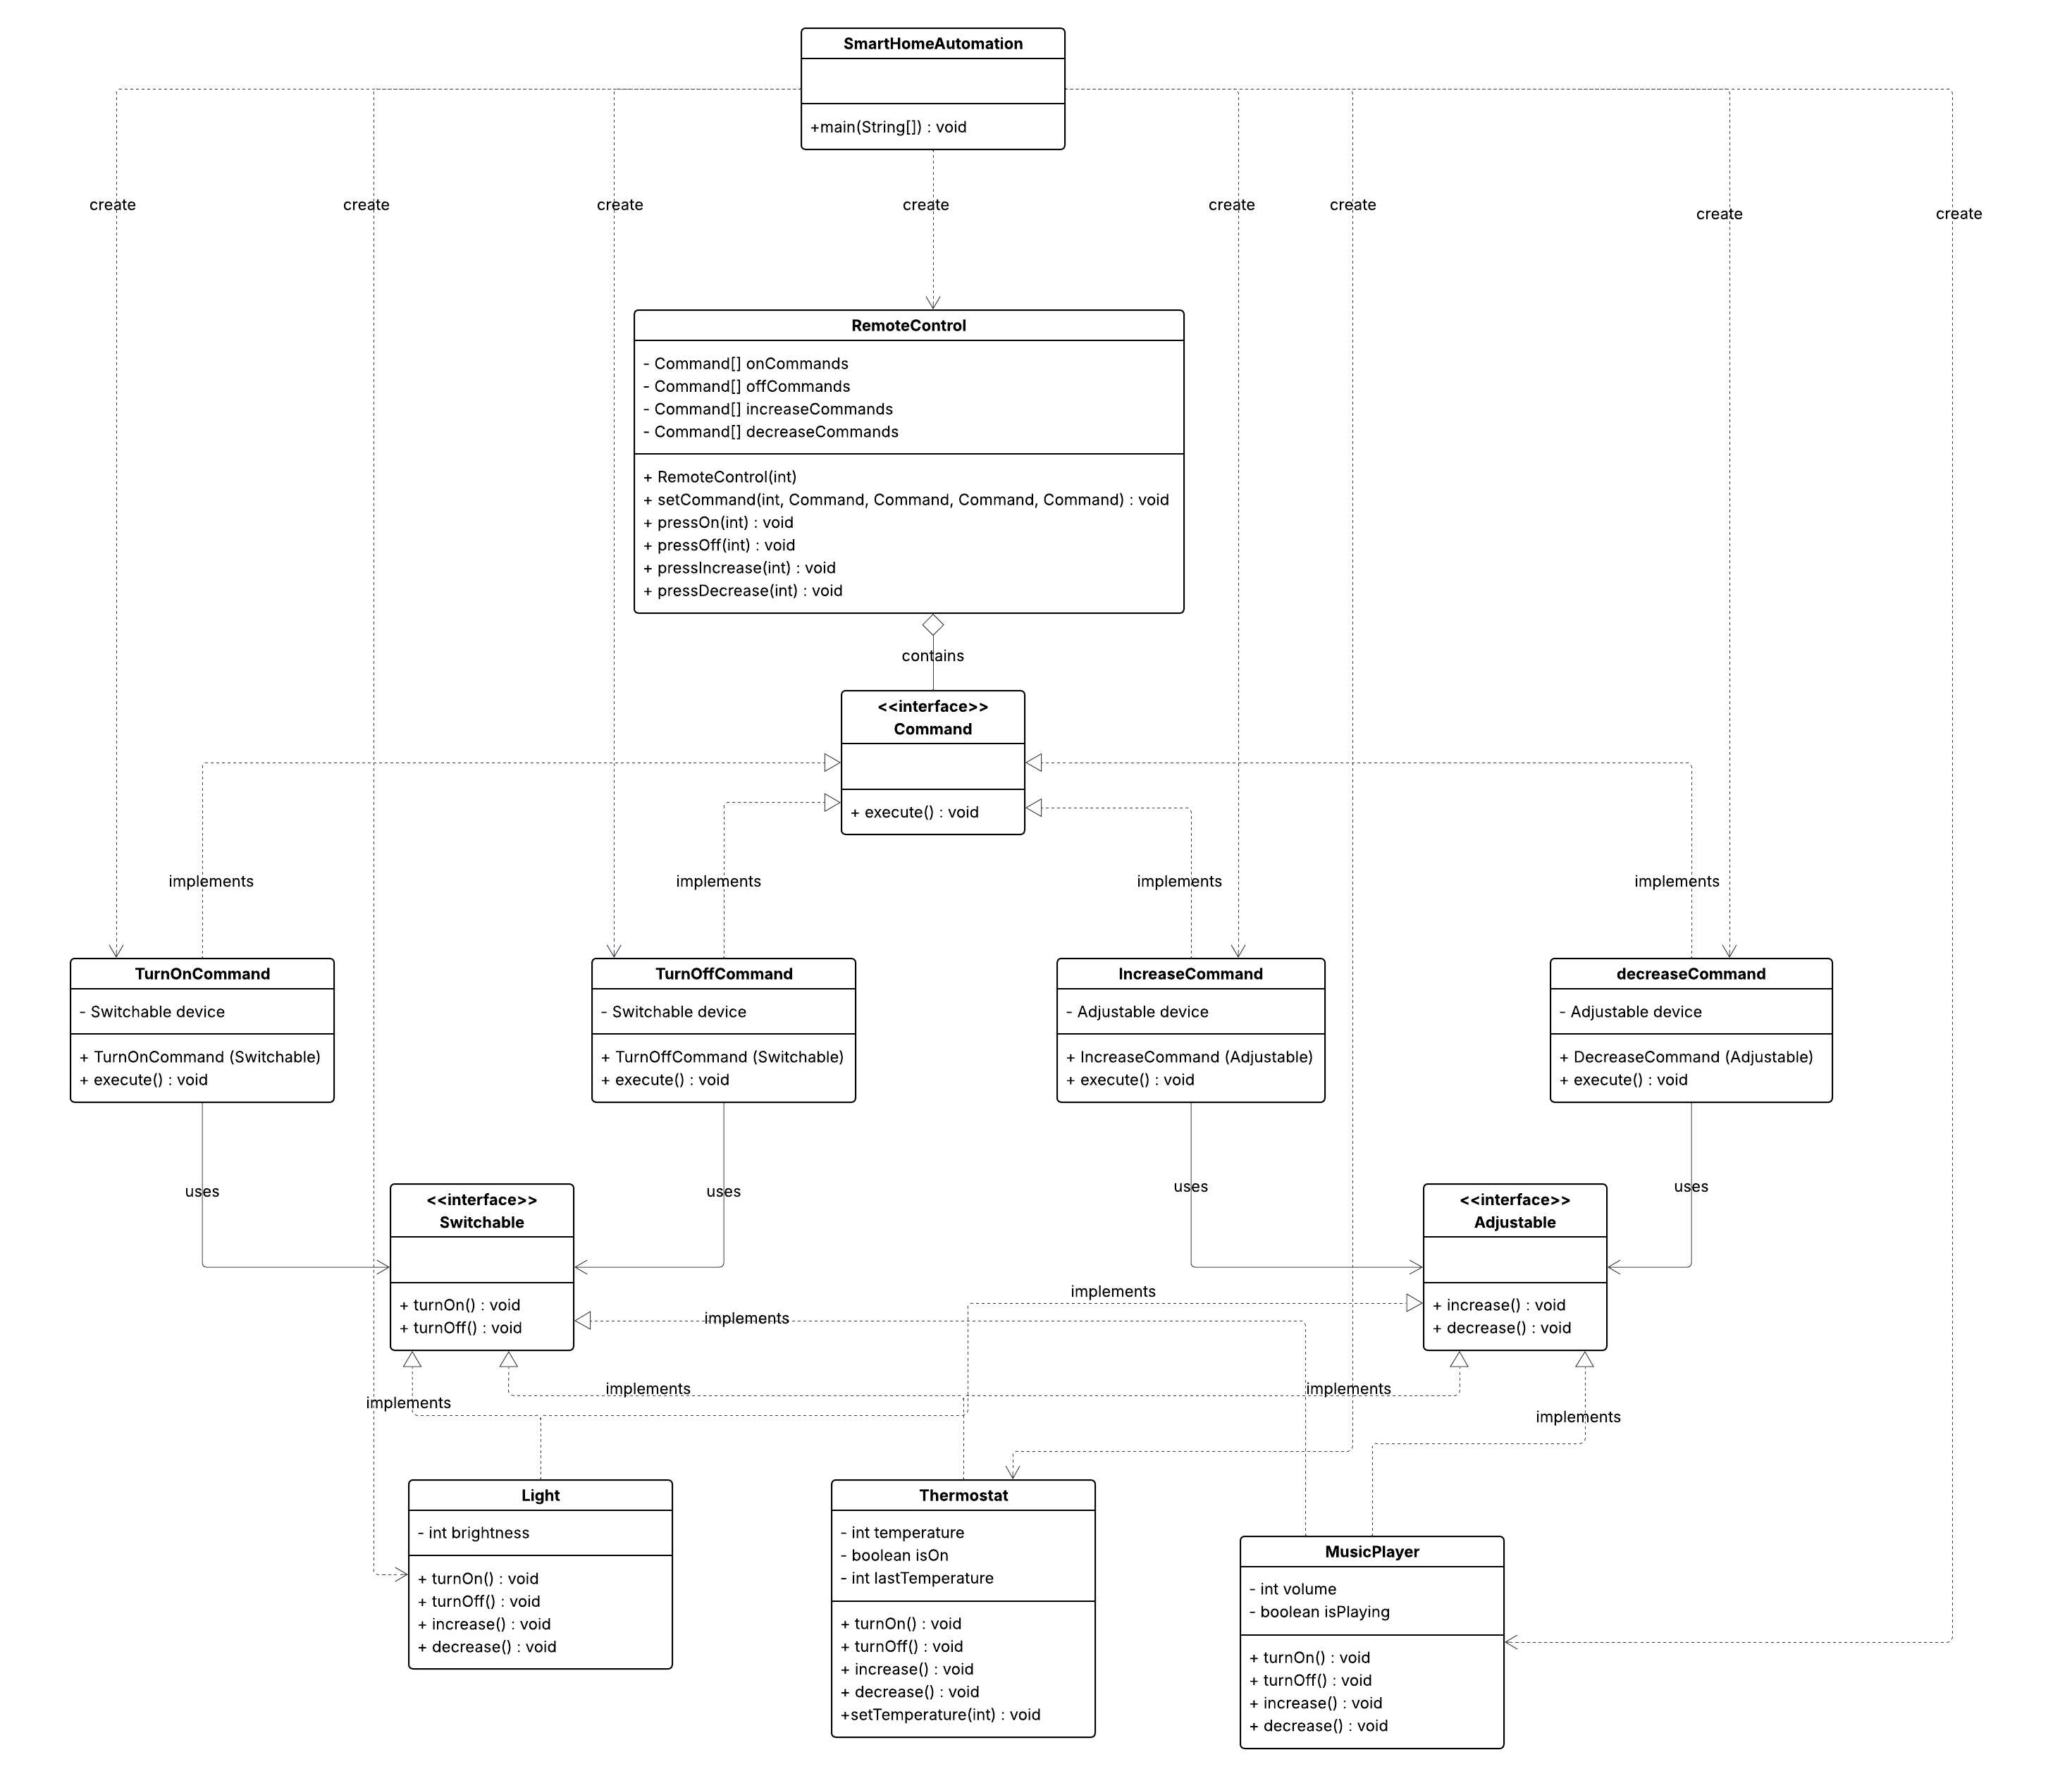 SmartHomeAutomation
+main(String[]) : void
create
create
create
create
create
create
create
create
RemoteControl
- Command[] onCommands
- Command[] offCommands
- Command[] increaseCommands
- Command[] decreaseCommands
+ RemoteControl(int)
+ setCommand(int, Command, Command, Command, Command) : void
+ pressOn(int) : void
+ pressOff(int) : void
+ pressIncrease(int) : void
+ pressDecrease(int) : void
contains
<<interface>>
Command
+ execute() : void
implements
implements
implements
implements
TurnOnCommand
- Switchable device
+ TurnOnCommand (Switchable)
+ execute() : void
TurnOffCommand
- Switchable device
+ TurnOffCommand (Switchable)
+ execute() : void
IncreaseCommand
- Adjustable device
+ IncreaseCommand (Adjustable)
+ execute() : void
decreaseCommand
- Adjustable device
+ DecreaseCommand (Adjustable)
+ execute() : void
uses
uses
uses
uses
<<interface>>
Switchable
+ turnOn() : void
+ turnOff() : void
<<interface>>
Adjustable
+ increase() : void
+ decrease() : void
implements
implements
implements
implements
implements
implements
Light
- int brightness
+ turnOn() : void
+ turnOff() : void
+ increase() : void
+ decrease() : void
Thermostat
- int temperature
- boolean isOn
- int lastTemperature
+ turnOn() : void
+ turnOff() : void
+ increase() : void
+ decrease() : void
+setTemperature(int) : void
MusicPlayer
- int volume
- boolean isPlaying
+ turnOn() : void
+ turnOff() : void
+ increase() : void
+ decrease() : void